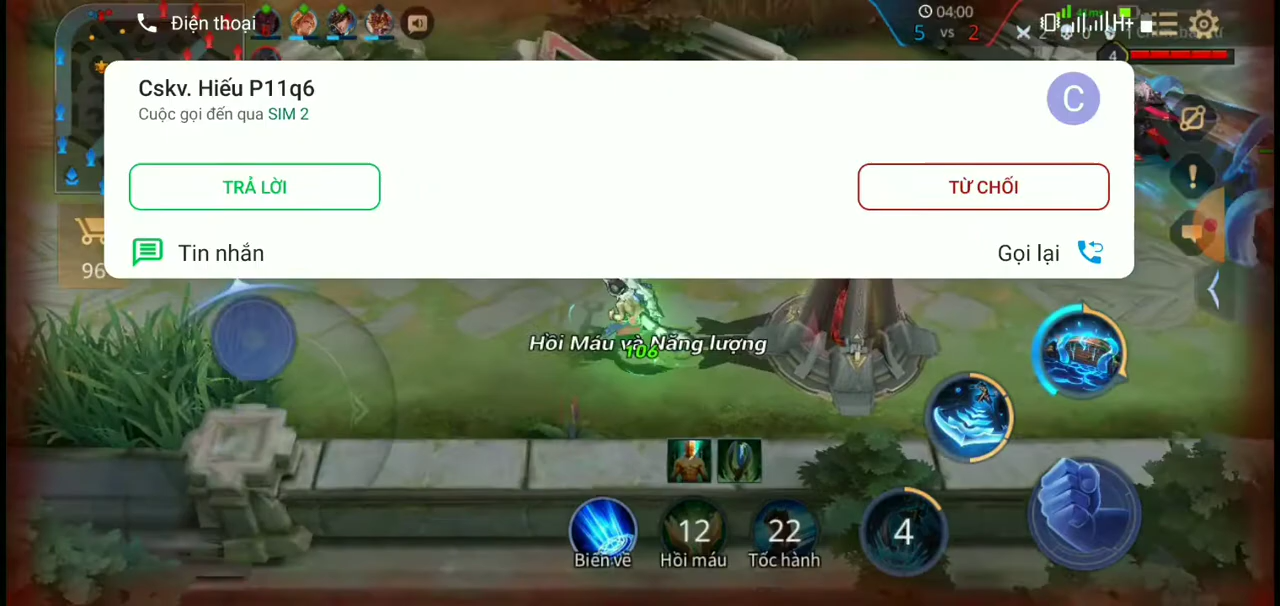 Điện thoại
04:00
5 vs 2
H+
4
Cskv. Hiếu P11q6
Cuộc gọi đến qua SIM 2
C
TRẢ LỜI
TỪ CHỐI
Tin nhắn
Gọi lại
96
Hồi Máu và Năng lượng
106
12
22
4
Biến về
Hồi máu
Tốc hành